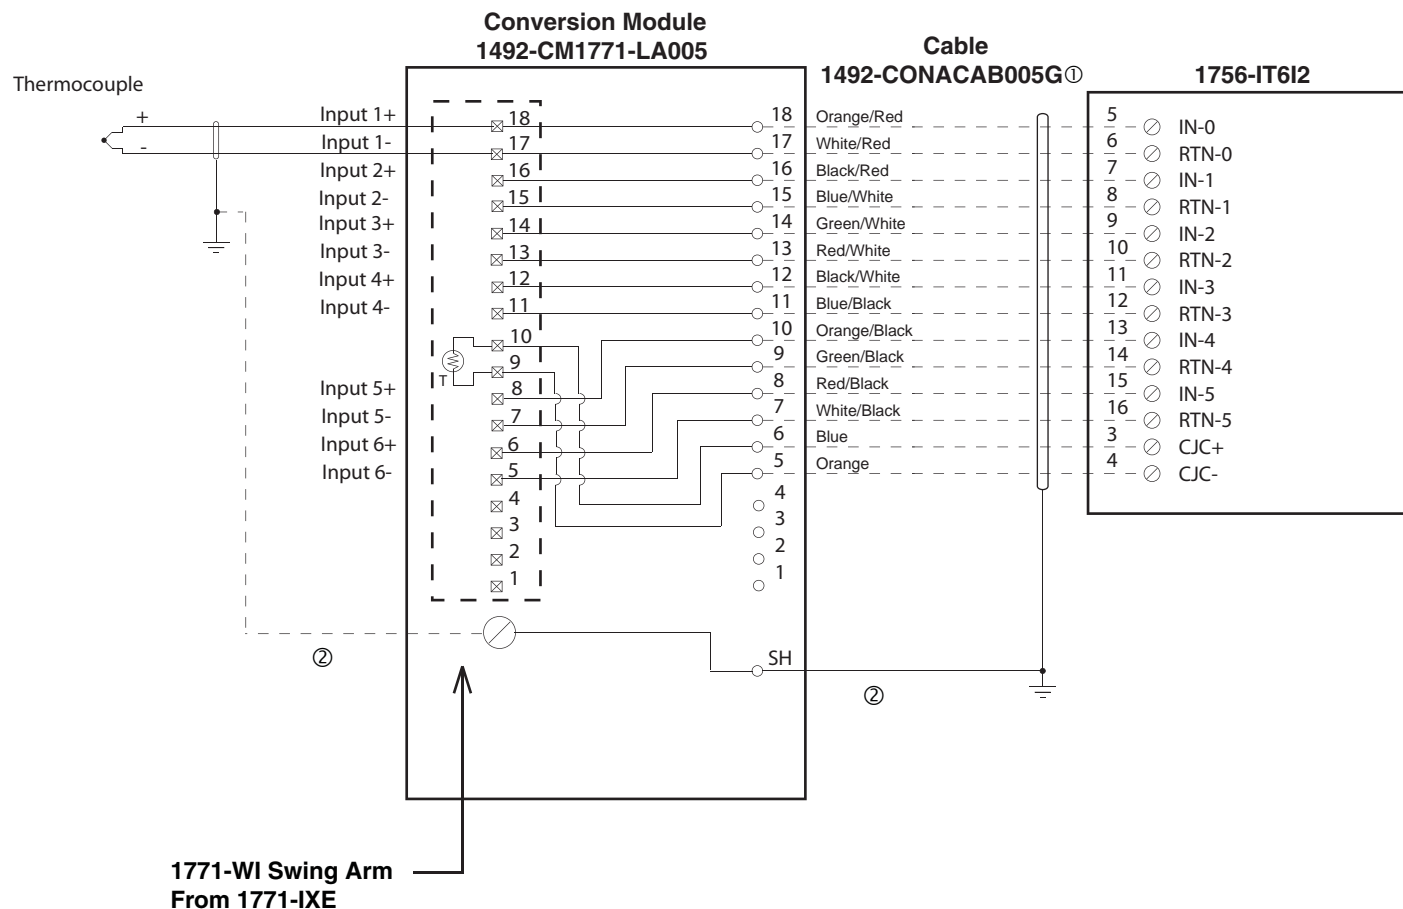 Conversion Module
1492-CM1771-LA005
Cable
1492-CONACAB005G①
1756-IT6I2
Thermocouple
+
-
Input 1+
Input 1-
Input 2+
Input 2-
Input 3+
Input 3-
Input 4+
Input 4-
Input 5+
Input 5-
Input 6+
Input 6-
18
17
16
15
14
13
12
11
10
9
8
7
6
5
4
3
2
1
T
18
17
16
15
14
13
12
11
10
9
8
7
6
5
4
3
2
1
SH
Orange/Red
White/Red
Black/Red
Blue/White
Green/White
Red/White
Black/White
Blue/Black
Orange/Black
Green/Black
Red/Black
White/Black
Blue
Orange
5 IN-0
6 RTN-0
7 IN-1
8 RTN-1
9 IN-2
10 RTN-2
11 IN-3
12 RTN-3
13 IN-4
14 RTN-4
15 IN-5
16 RTN-5
3 CJC+
4 CJC-
②
②
1771-WI Swing Arm
From 1771-IXE